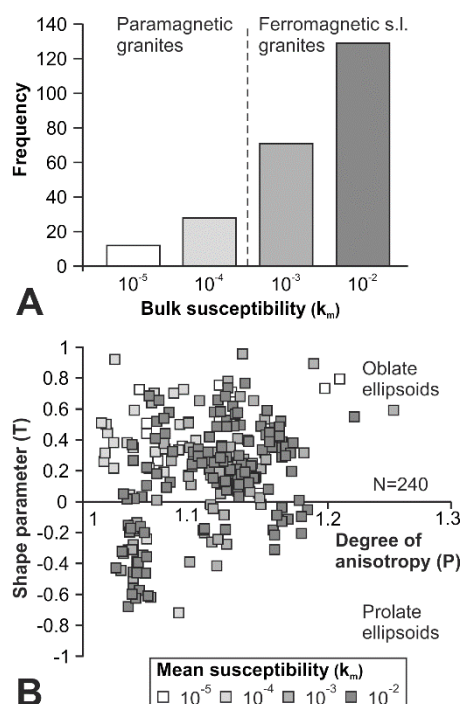 140
120
100
80
60
40
20
0
Frequency
Paramagnetic
granites
Ferromagnetic s.l.
granites
10-5
10-4
10-3
10-2
Bulk susceptibility (km)
A
1
0.8
0.6
0.4
0.2
0
-0.2
-0.4
-0.6
-0.8
-1
Shape parameter (T)
Oblate
ellipsoids
N=240
1
1.1
1.2
1.3
Degree of
anisotropy (P)
Prolate
ellipsoids
Mean susceptibility (km)
10-5 10-4 10-3 10-2
B